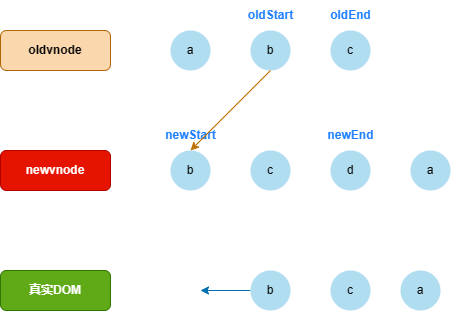 oldStart oldEnd
oldvnode a b c
newStart newEnd
newvnode b c d a
真实DOM b c a